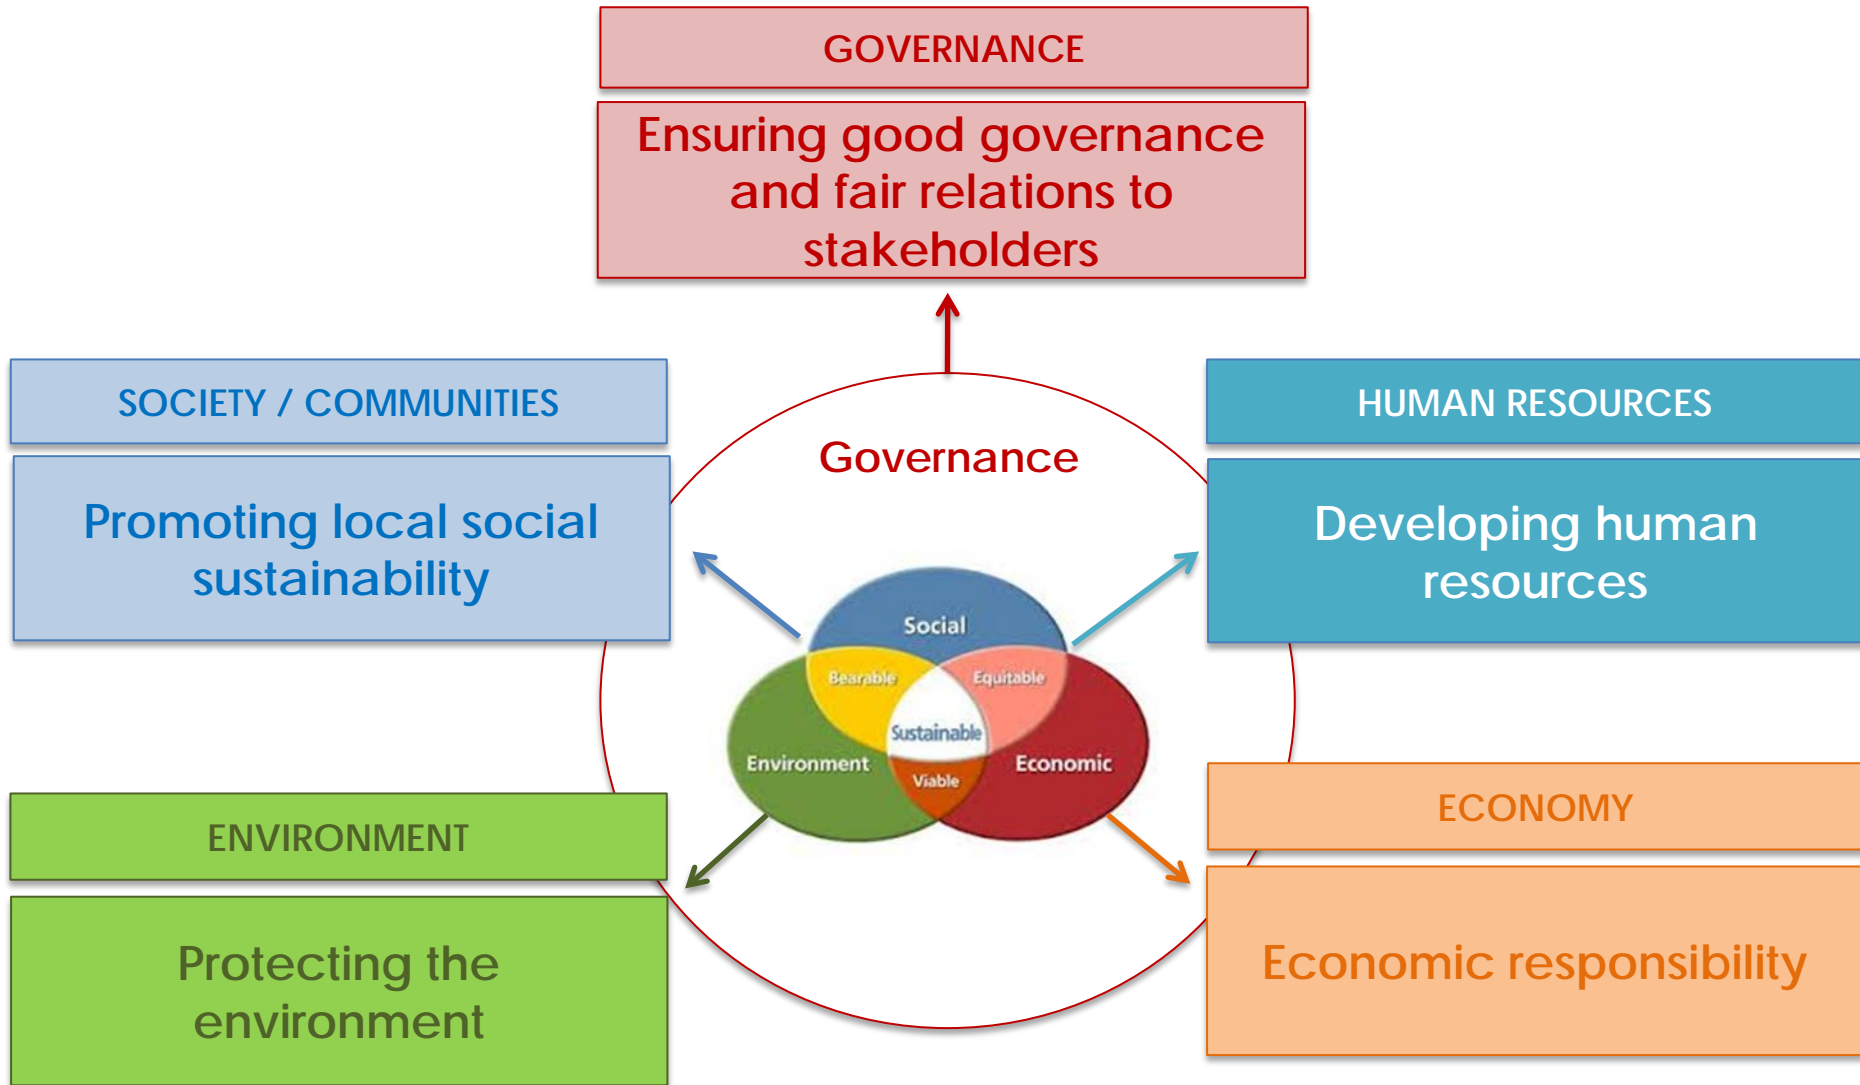 GOVERNANCE
Ensuring good governance
and fair relations to
stakeholders
SOCIETY / COMMUNITIES
Promoting local social
sustainability
HUMAN RESOURCES
Developing human
resources
Governance
Social
Bearable
Equitable
Sustainable
Environment
Economic
Viable
ENVIRONMENT
Protecting the
environment
ECONOMY
Economic responsibility